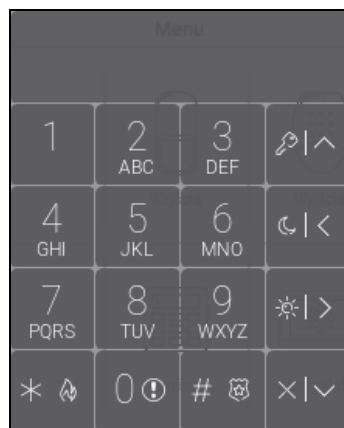 Menu
1 2 3
ABC DEF
4 5 6
GHI JKL MNO
7 8 9
PQRS TUV WXYZ
* 0 #